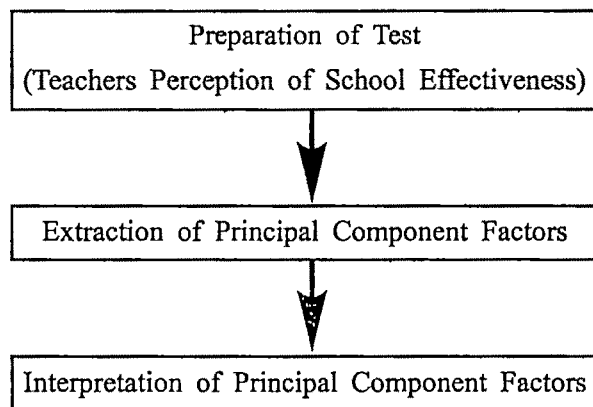 Preparation of Test
(Teachers Perception of School Effectiveness)
Extraction of Principal Component Factors
Interpretation of Principal Component Factors